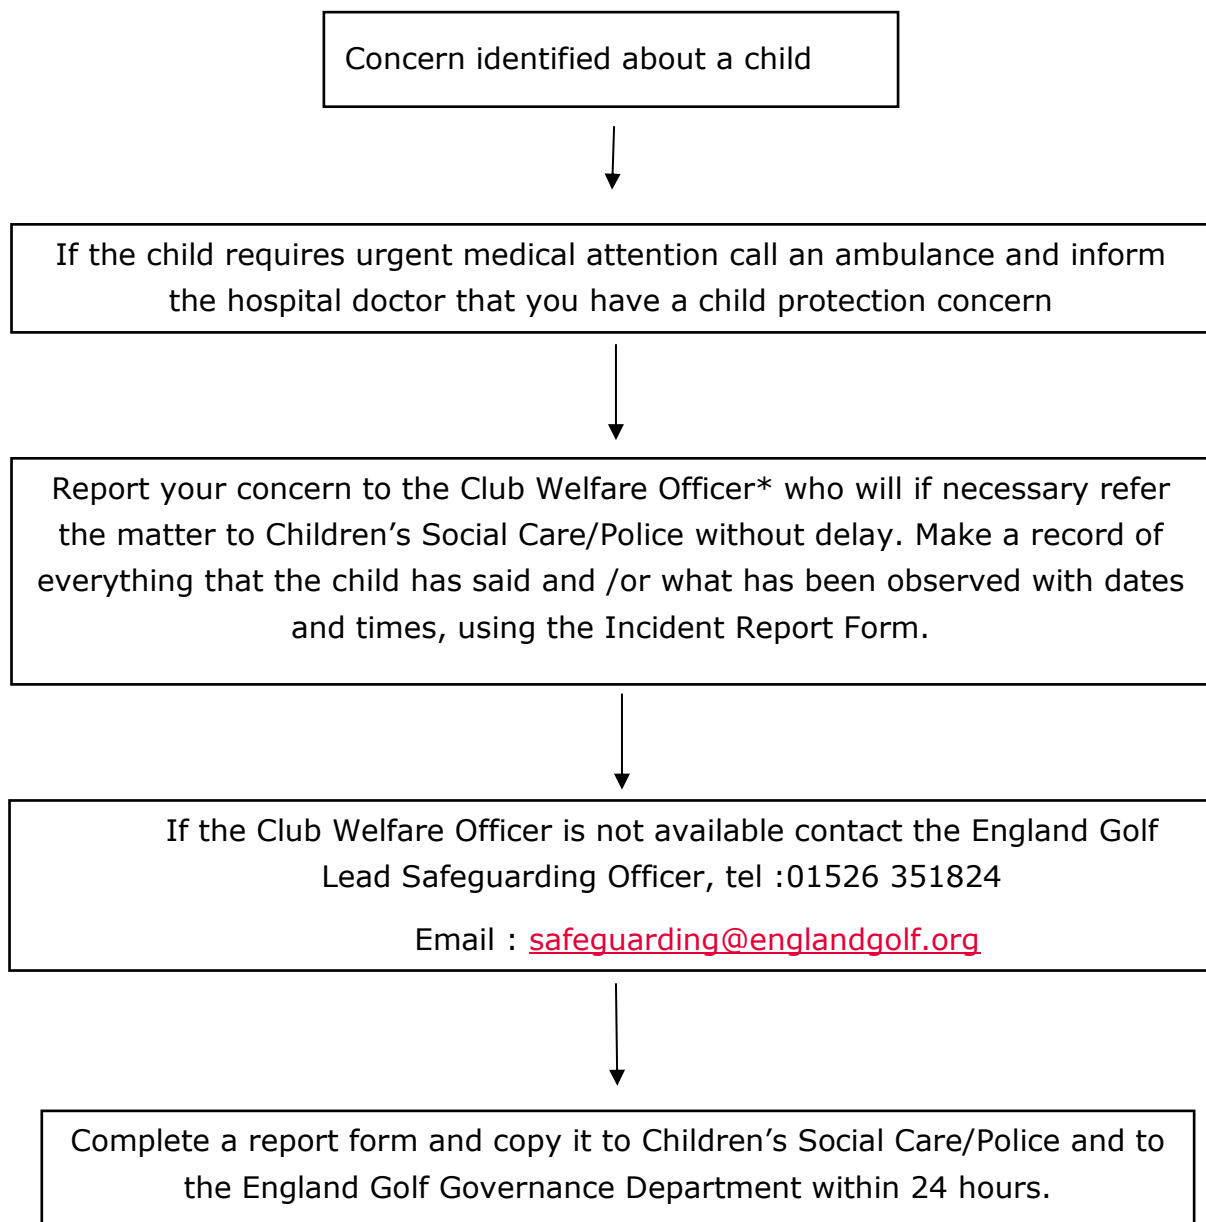 Concern identified about a child
If the child requires urgent medical attention call an ambulance and inform
the hospital doctor that you have a child protection concern
Report your concern to the Club Welfare Officer* who will if necessary refer
the matter to Children’s Social Care/Police without delay. Make a record of
everything that the child has said and /or what has been observed with dates
and times, using the Incident Report Form.
If the Club Welfare Officer is not available contact the England Golf
Lead Safeguarding Officer, tel :01526 351824
Email : safeguarding@englandgolf.org
Complete a report form and copy it to Children’s Social Care/Police and to
the England Golf Governance Department within 24 hours.